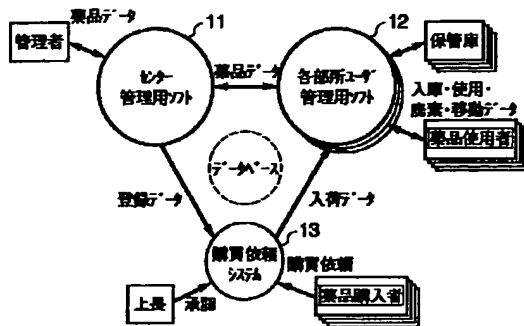 薬品データ
11
12
管理者
センター
管理用ソフト
薬品データ
各部所ユーザ
管理用ソフト
保管庫
入庫・使用・
廃棄・移動データ
薬品使用者
データベース
登録データ
入荷データ
13
購買依頼
システム
購買依頼
上長
承認
薬品購入者